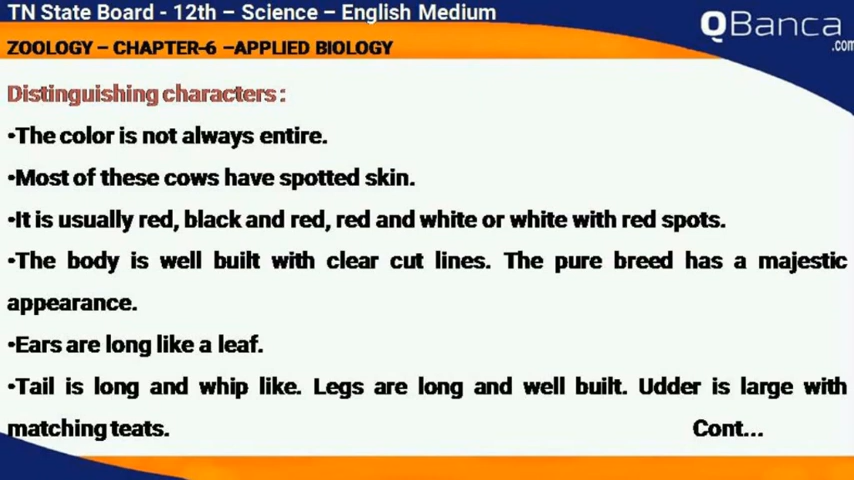 TN State Board - 12th – Science – English Medium
QBanca
.com
ZOOLOGY – CHAPTER-6 –APPLIED BIOLOGY
Distinguishing characters :
•The color is not always entire.
•Most of these cows have spotted skin.
•It is usually red, black and red, red and white or white with red spots.
•The body is well built with clear cut lines. The pure breed has a majestic
appearance.
•Ears are long like a leaf.
•Tail is long and whip like. Legs are long and well built. Udder is large with
matching teats. Cont...